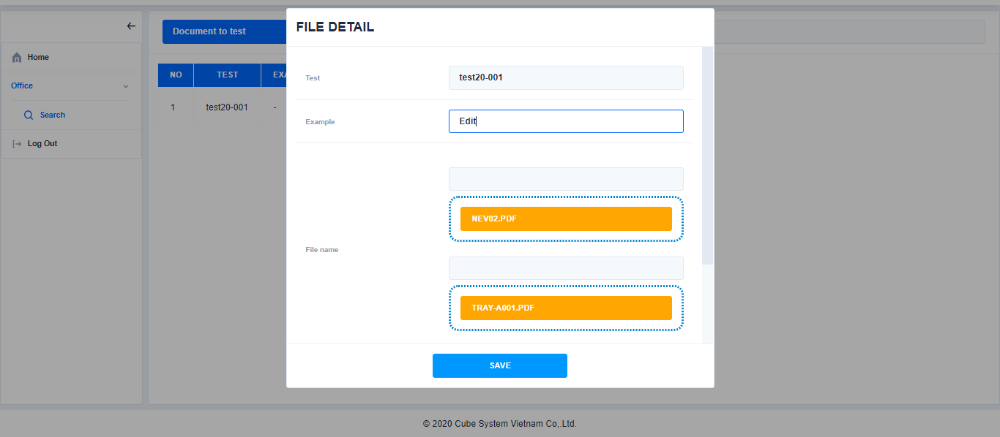 FILE DETAIL
Document to test
Home
Office
Search
Log Out
NO TEST EXA
1 test20-001 -
Test test20-001
Example Edit
File name
NEV02.PDF
TRAY-A001.PDF
SAVE
© 2020 Cube System Vietnam Co,.Ltd.